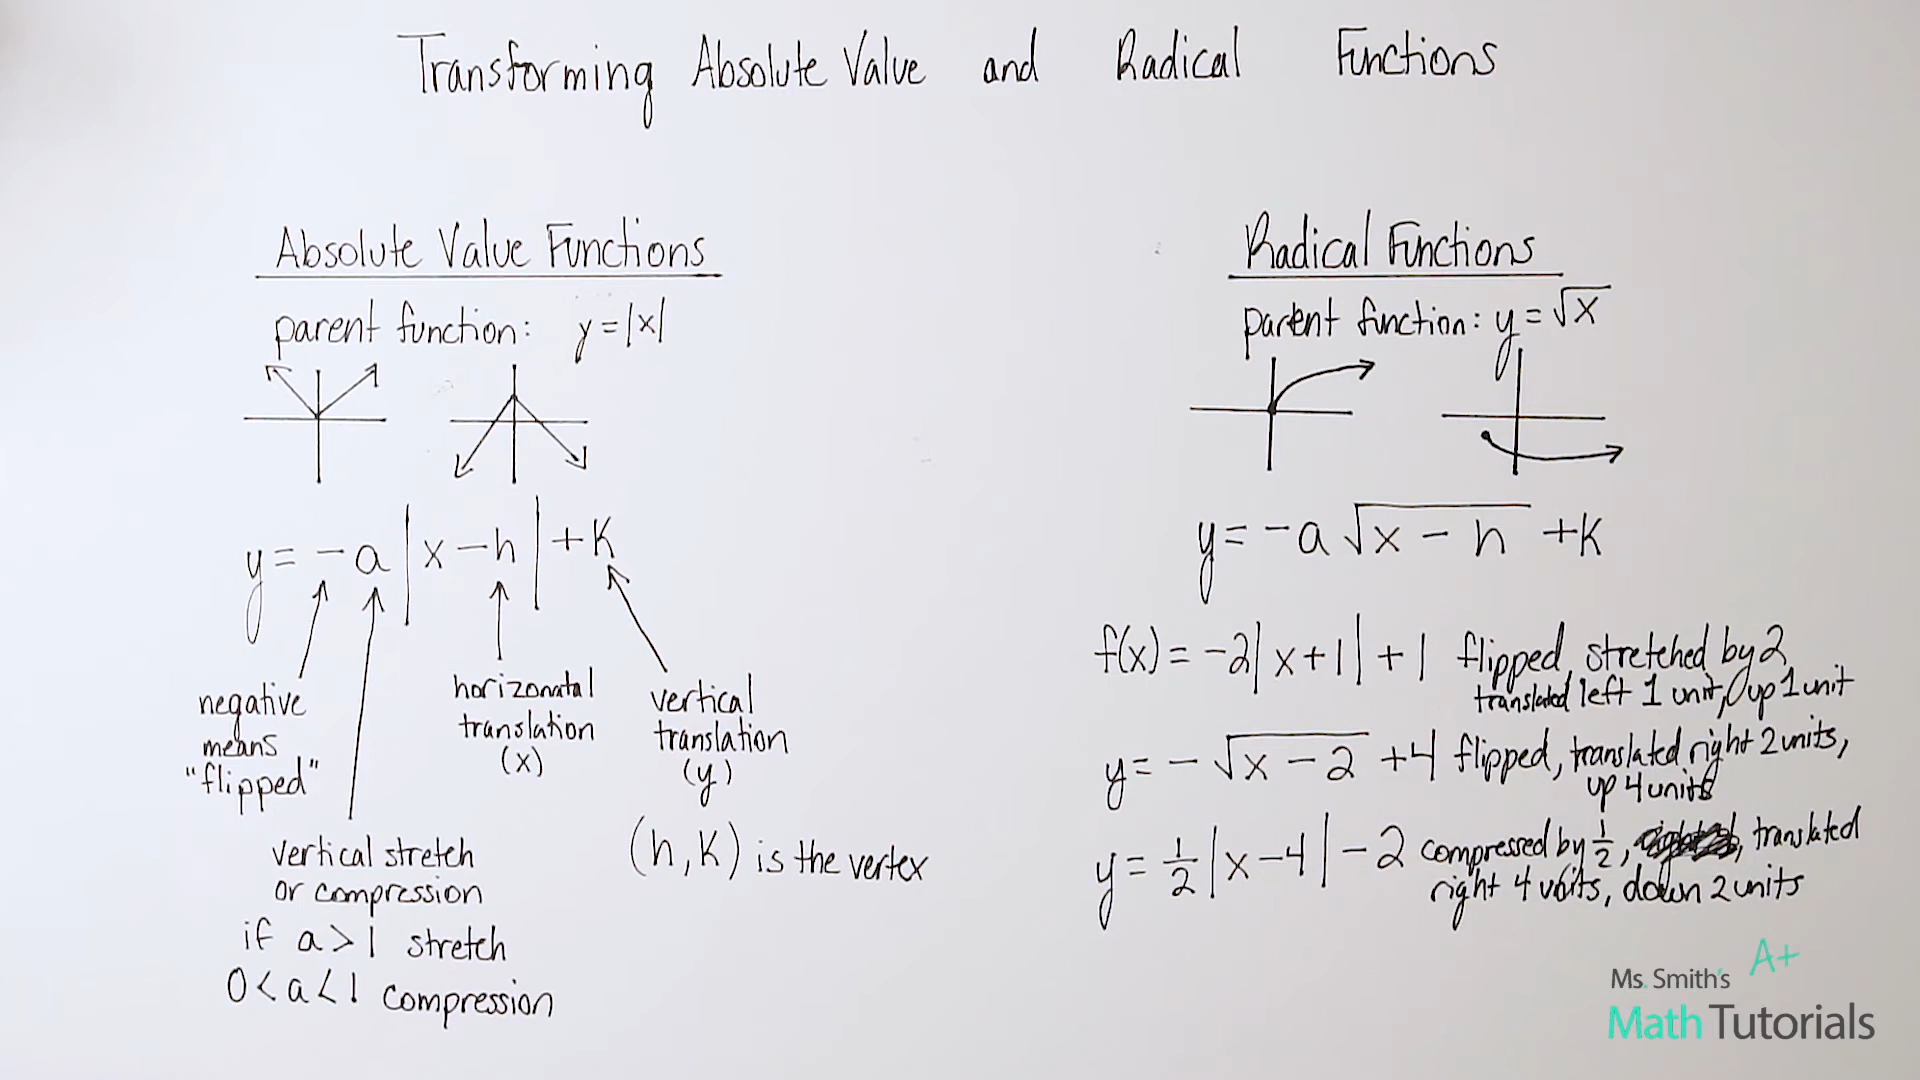 Transforming Absolute Value and Radical Functions
Absolute Value Functions
parent function: y = |x|
y = -a |x - h| + k
negative
means
"flipped"
vertical stretch
or compression
if a > 1 stretch
0 < a < 1 compression
horizonatal
translation
(x)
vertical
translation
(y)
(h, k) is the vertex
Radical Functions
parent function: y = √x
y = -a √x - h + k
f(x) = -2|x + 1| + 1 flipped, stretched by 2,
translated left 1 unit, up 1 unit
y = -√x - 2 + 4 flipped, translated right 2 units,
up 4 units
y = 1/2 |x - 4| - 2 compressed by 1/2, translated
right 4 units, down 2 units
A+
Ms. Smith's
Math Tutorials